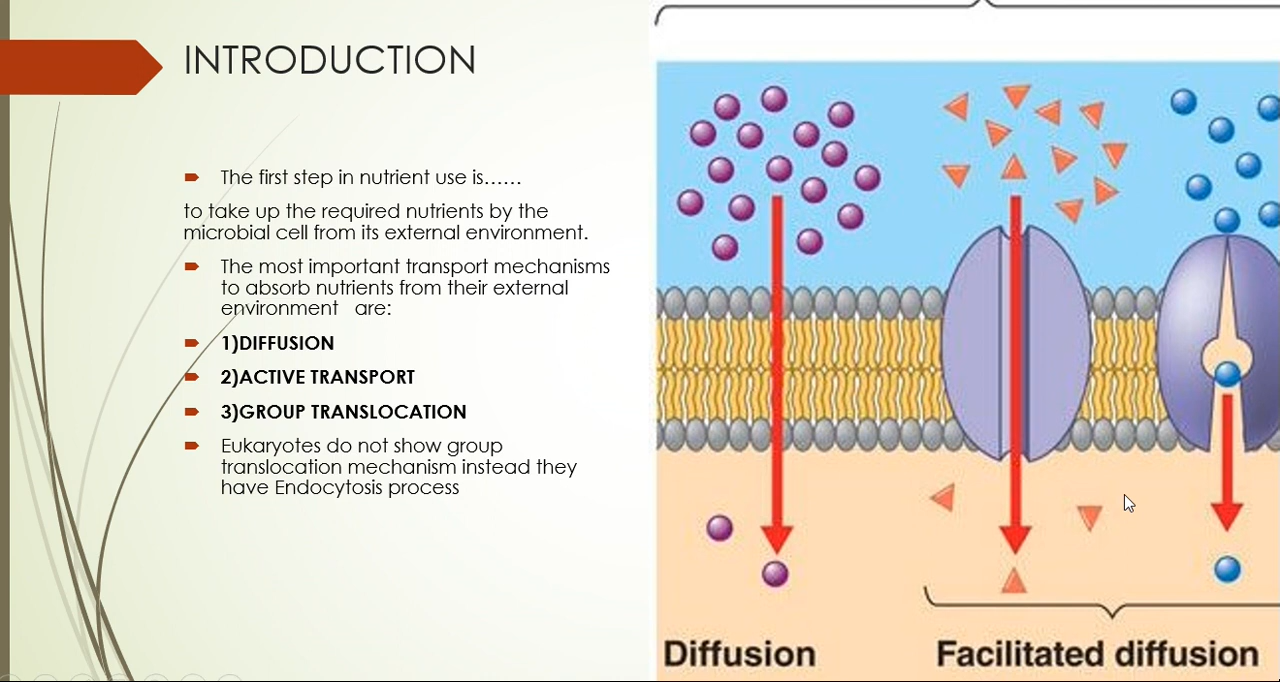 INTRODUCTION
The first step in nutrient use is……
to take up the required nutrients by the
microbial cell from its external environment.
The most important transport mechanisms
to absorb nutrients from their external
environment are:
1)DIFFUSION
2)ACTIVE TRANSPORT
3)GROUP TRANSLOCATION
Eukaryotes do not show group
translocation mechanism instead they
have Endocytosis process
Diffusion
Facilitated diffusion